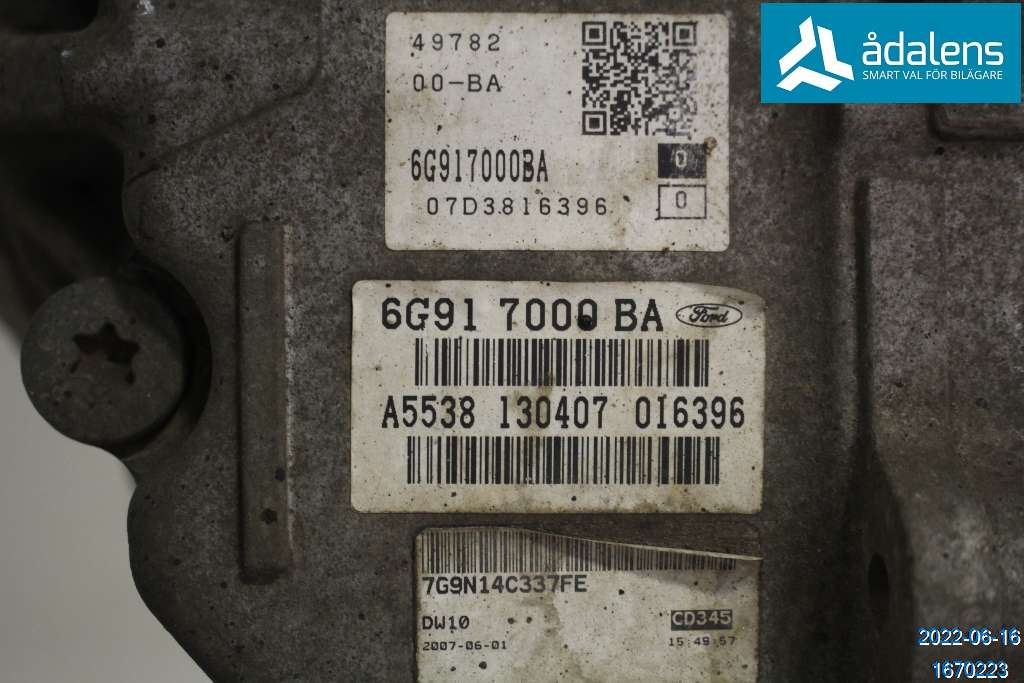 49782
00-BA
6G917000BA
0
07D3816396
0
ådalens
SMART VAL FÖR BILÄGARE
6G91 7000 BA Ford
A5538 130407 016396
7G9N14C337FE
DW10 CD345
2007-06-01 15:49:57
2022-06-16
1670223